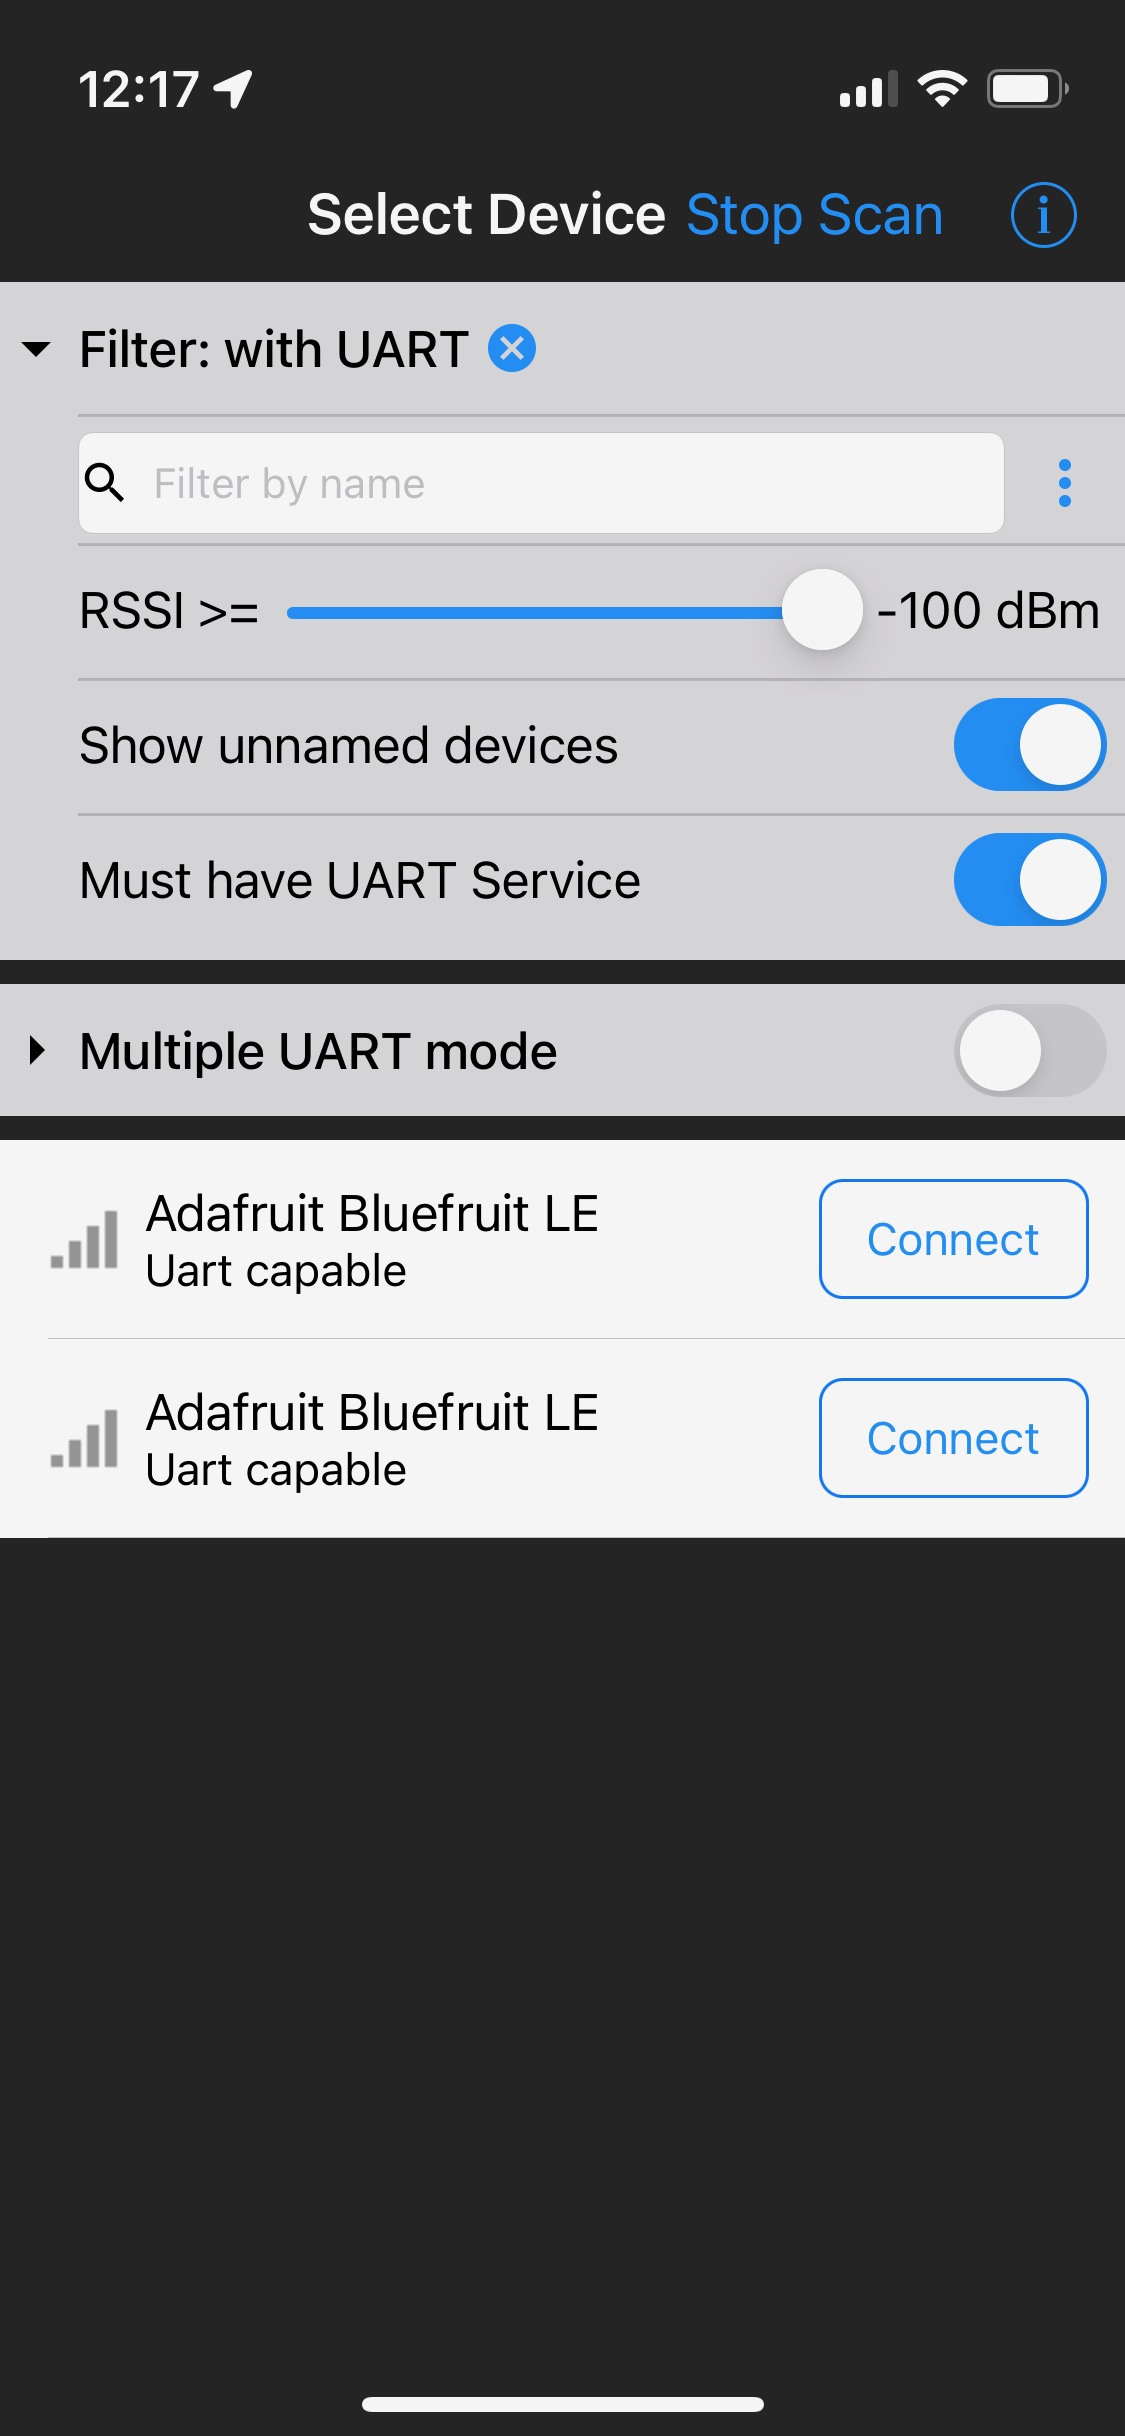 12:17
Select Device Stop Scan i
Filter: with UART
Filter by name
RSSI >= -100 dBm
Show unnamed devices
Must have UART Service
Multiple UART mode
Adafruit Bluefruit LE
Uart capable
Connect
Adafruit Bluefruit LE
Uart capable
Connect